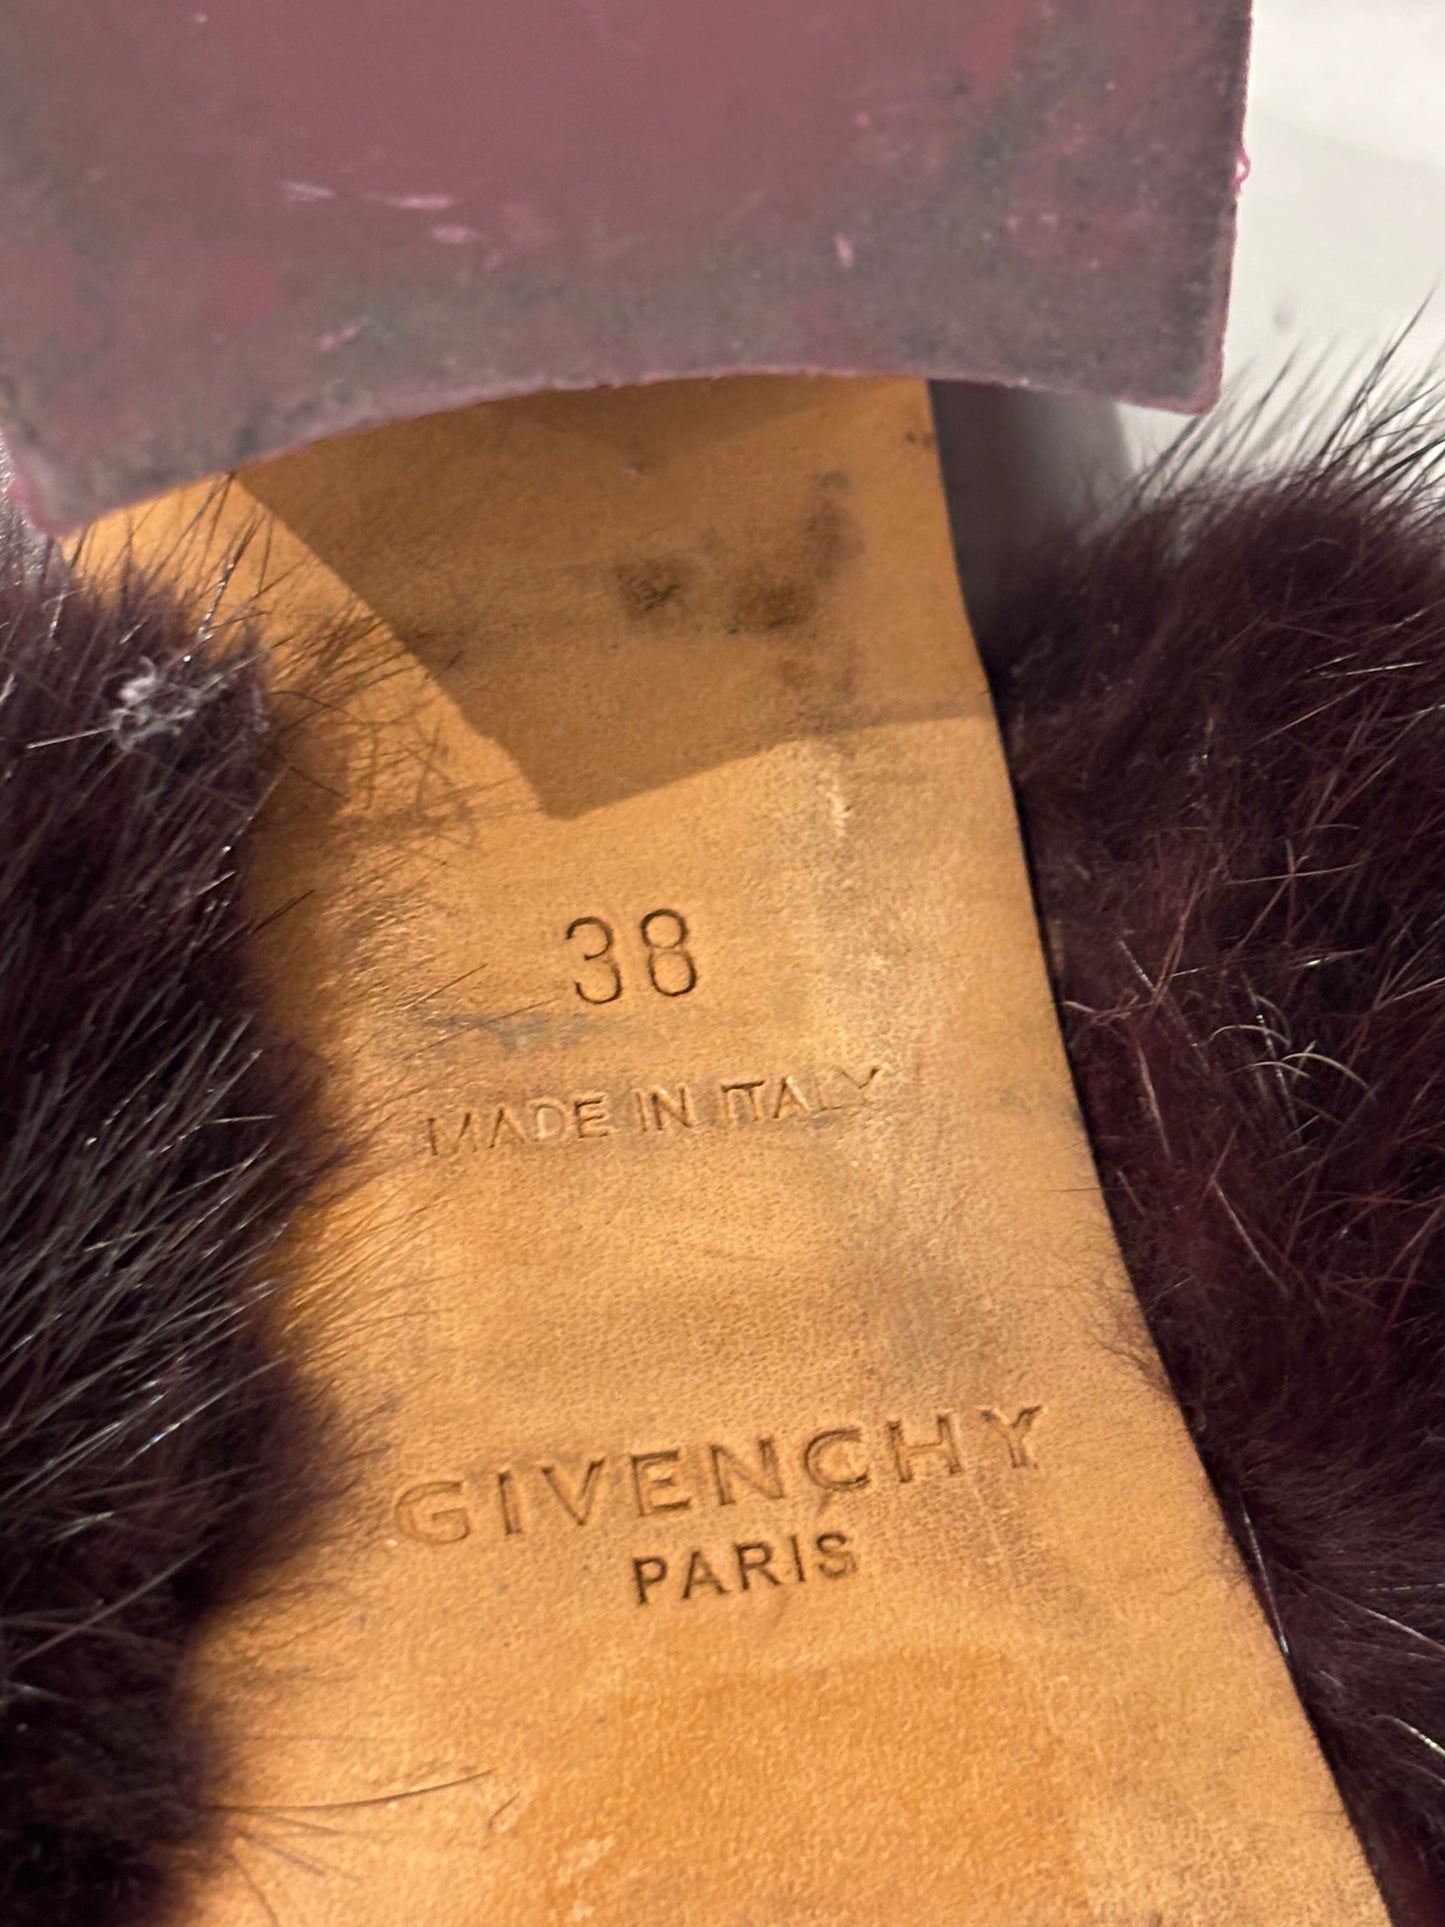 38
MADE IN ITALY
GIVENCHY
PARIS